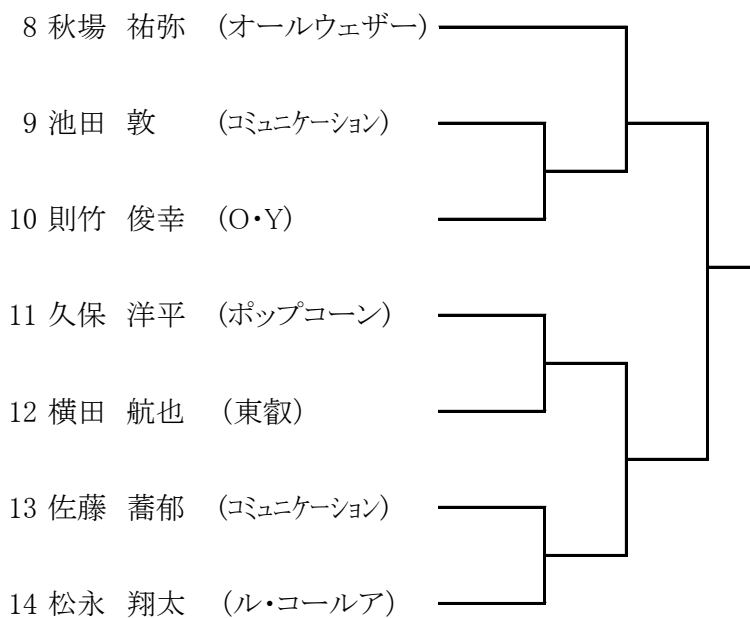 8 秋場 祐弥 (オールウェザー)
9 池田 敦 (コミュニケーション)
10 則竹 俊幸 (O・Y)
11 久保 洋平 (ポップコーン)
12 横田 航也 (東叡)
13 佐藤 蕎郁 (コミュニケーション)
14 松永 翔太 (ル・コールア)